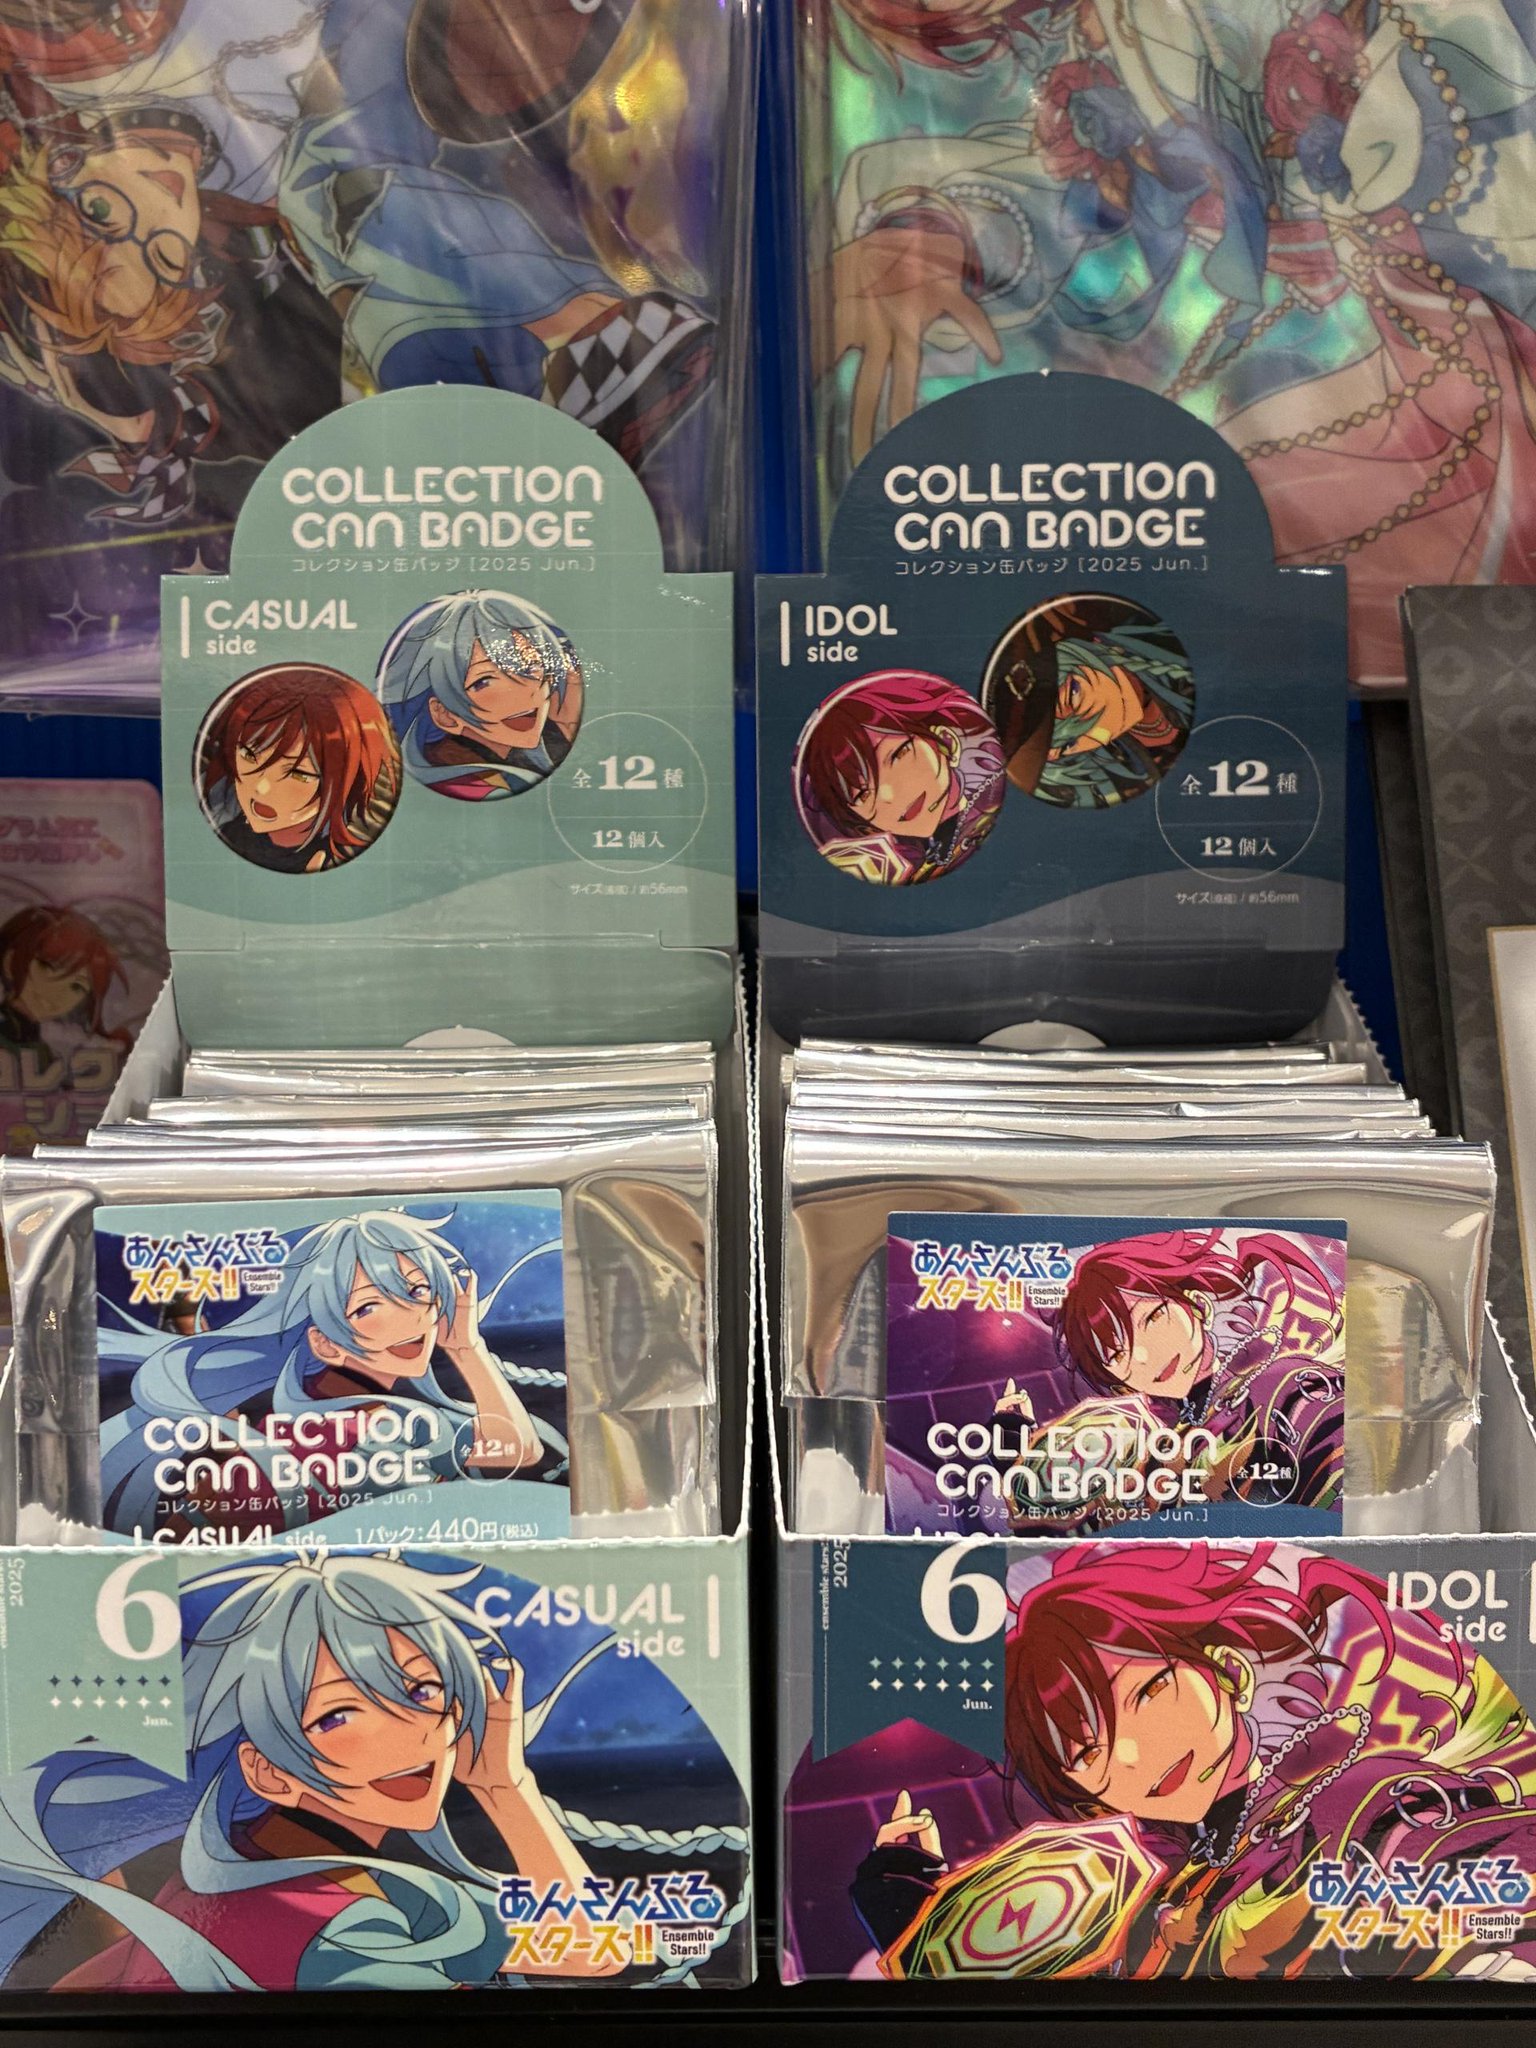 COLLECTION
CAN BADGE
コレクション缶バッジ [2025 Jun.]
CASUAL
side
全12種
12個入
サイズ(直径) / 約56mm
COLLECTION
CAN BADGE
コレクション缶バッジ [2025 Jun.]
IDOL
side
全12種
12個入
サイズ(直径) / 約56mm
あんさんぶる
スターズ!!
Ensemble
Stars!!
COLLECTION
CAN BADGE
全12種
コレクション缶バッジ [2025 Jun.]
CASUAL side 1パック:440円(税込)
あんさんぶる
スターズ!!
Ensemble
Stars!!
COLLECTION
CAN BADGE
全12種
コレクション缶バッジ [2025 Jun.]
IDOL
ensemble stars!!
2025
6
Jun.
CASUAL
side
あんさんぶる
スターズ!!
Ensemble
Stars!!
ensemble stars!!
2025
6
Jun.
IDOL
side
あんさんぶる
スターズ!!
Ensemble
Stars!!